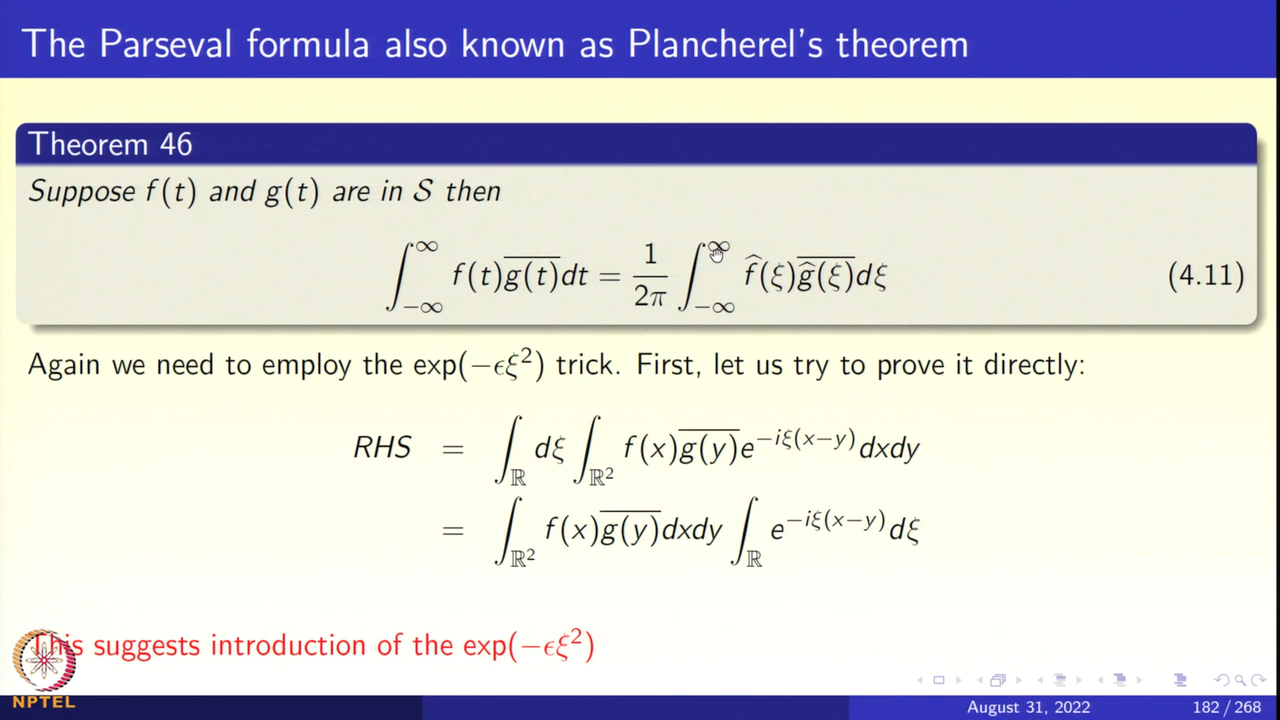 The Parseval formula also known as Plancherel's theorem
Theorem 46
Suppose f(t) and g(t) are in 𝒮 then
∫_{−∞}^{∞} f(t)\overline{g(t)}dt = \frac{1}{2π} ∫_{−∞}^{∞} \widehat{f}(ξ)\overline{\widehat{g}(ξ)}dξ (4.11)
Again we need to employ the exp(−ϵξ²) trick. First, let us try to prove it directly:
RHS = ∫_ℝ dξ ∫_{ℝ²} f(x)\overline{g(y)}e^{−iξ(x−y)}dxdy
= ∫_{ℝ²} f(x)\overline{g(y)}dxdy ∫_ℝ e^{−iξ(x−y)}dξ
This suggests introduction of the exp(−ϵξ²)
NPTEL
August 31, 2022 182 / 268